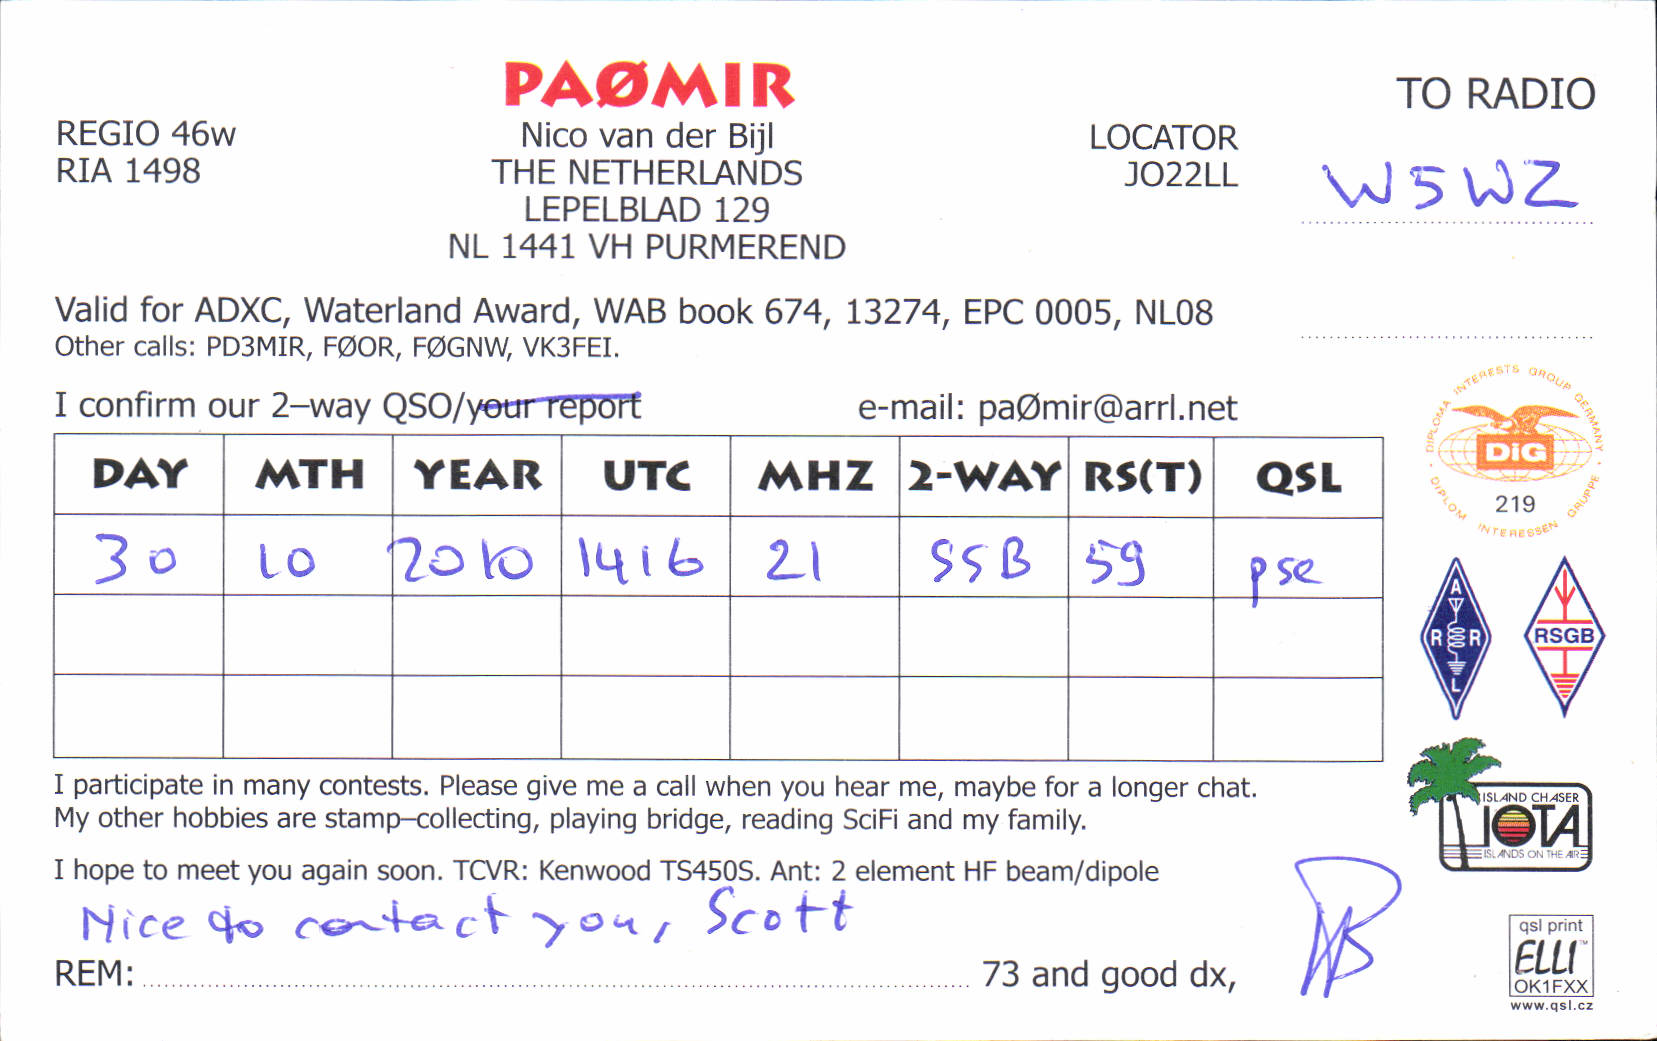 PAØMIR
TO RADIO
REGIO 46w
Nico van der Bijl
LOCATOR
RIA 1498
THE NETHERLANDS
JO22LL
W5WZ
LEPELBLAD 129
NL 1441 VH PURMEREND
Valid for ADXC, Waterland Award, WAB book 674, 13274, EPC 0005, NL08
Other calls: PD3MIR, FØOR, FØGNW, VK3FEI.
I confirm our 2–way QSO/your report
e-mail: paØmir@arrl.net
DIPLOMA INTERESTS GROUP GERMANY
DiG
219
DIPLOM INTERESSEN GRUPPE
DAY MTH YEAR UTC MHZ 2-WAY RS(T) QSL
30 10 2010 1416 21 SSB 59 pse
A
R R
L
RSGB
I participate in many contests. Please give me a call when you hear me, maybe for a longer chat.
My other hobbies are stamp–collecting, playing bridge, reading SciFi and my family.
ISLAND CHASER
IOTA
ISLANDS ON THE AIR
I hope to meet you again soon. TCVR: Kenwood TS450S. Ant: 2 element HF beam/dipole
Nice to contact you, Scott
REM: 73 and good dx,
qsl print
ELLI™
OK1FXX
www.qsl.cz